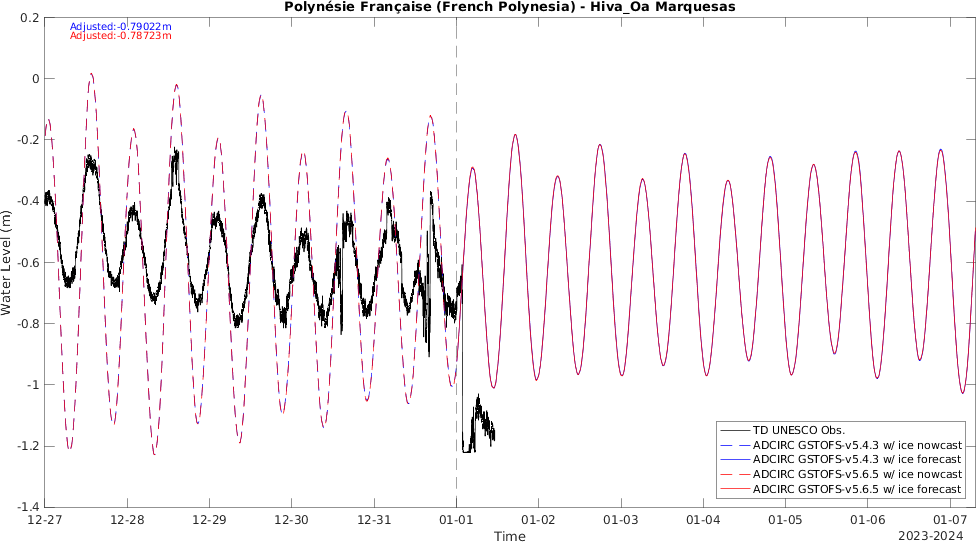 Polynésie Française (French Polynesia) - Hiva_Oa Marquesas
Adjusted:-0.79022m
Adjusted:-0.78723m
0.2
0
-0.2
-0.4
-0.6
-0.8
-1
-1.2
-1.4
Water Level (m)
12-27 12-28 12-29 12-30 12-31 01-01 01-02 01-03 01-04 01-05 01-06 01-07
Time
2023-2024
TD UNESCO Obs.
ADCIRC GSTOFS-v5.4.3 w/ ice nowcast
ADCIRC GSTOFS-v5.4.3 w/ ice forecast
ADCIRC GSTOFS-v5.6.5 w/ ice nowcast
ADCIRC GSTOFS-v5.6.5 w/ ice forecast